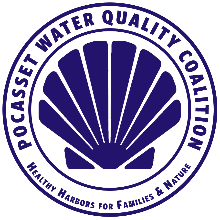 POCASSET WATER QUALITY COALITION
HEALTHY HARBORS FOR FAMILIES & NATURE